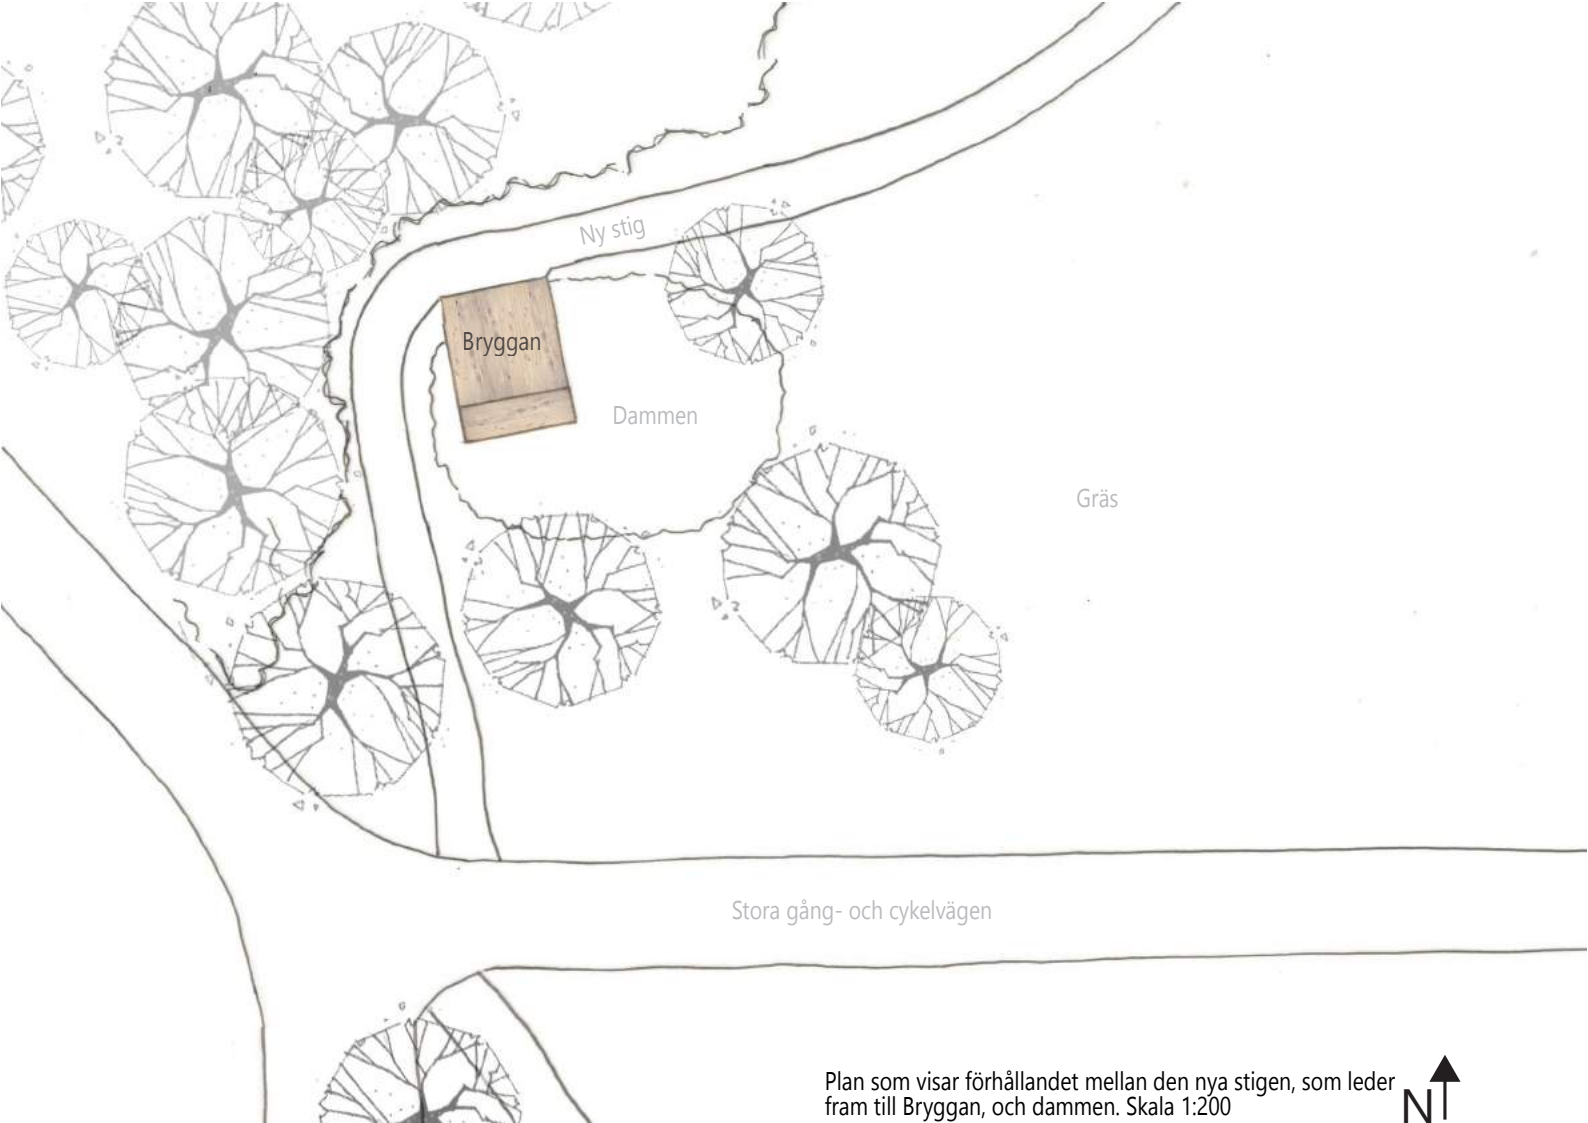 Ny stig
Bryggan
Dammen
Gräs
Stora gång- och cykelvägen
Plan som visar förhållandet mellan den nya stigen, som leder
fram till Bryggan, och dammen. Skala 1:200
N